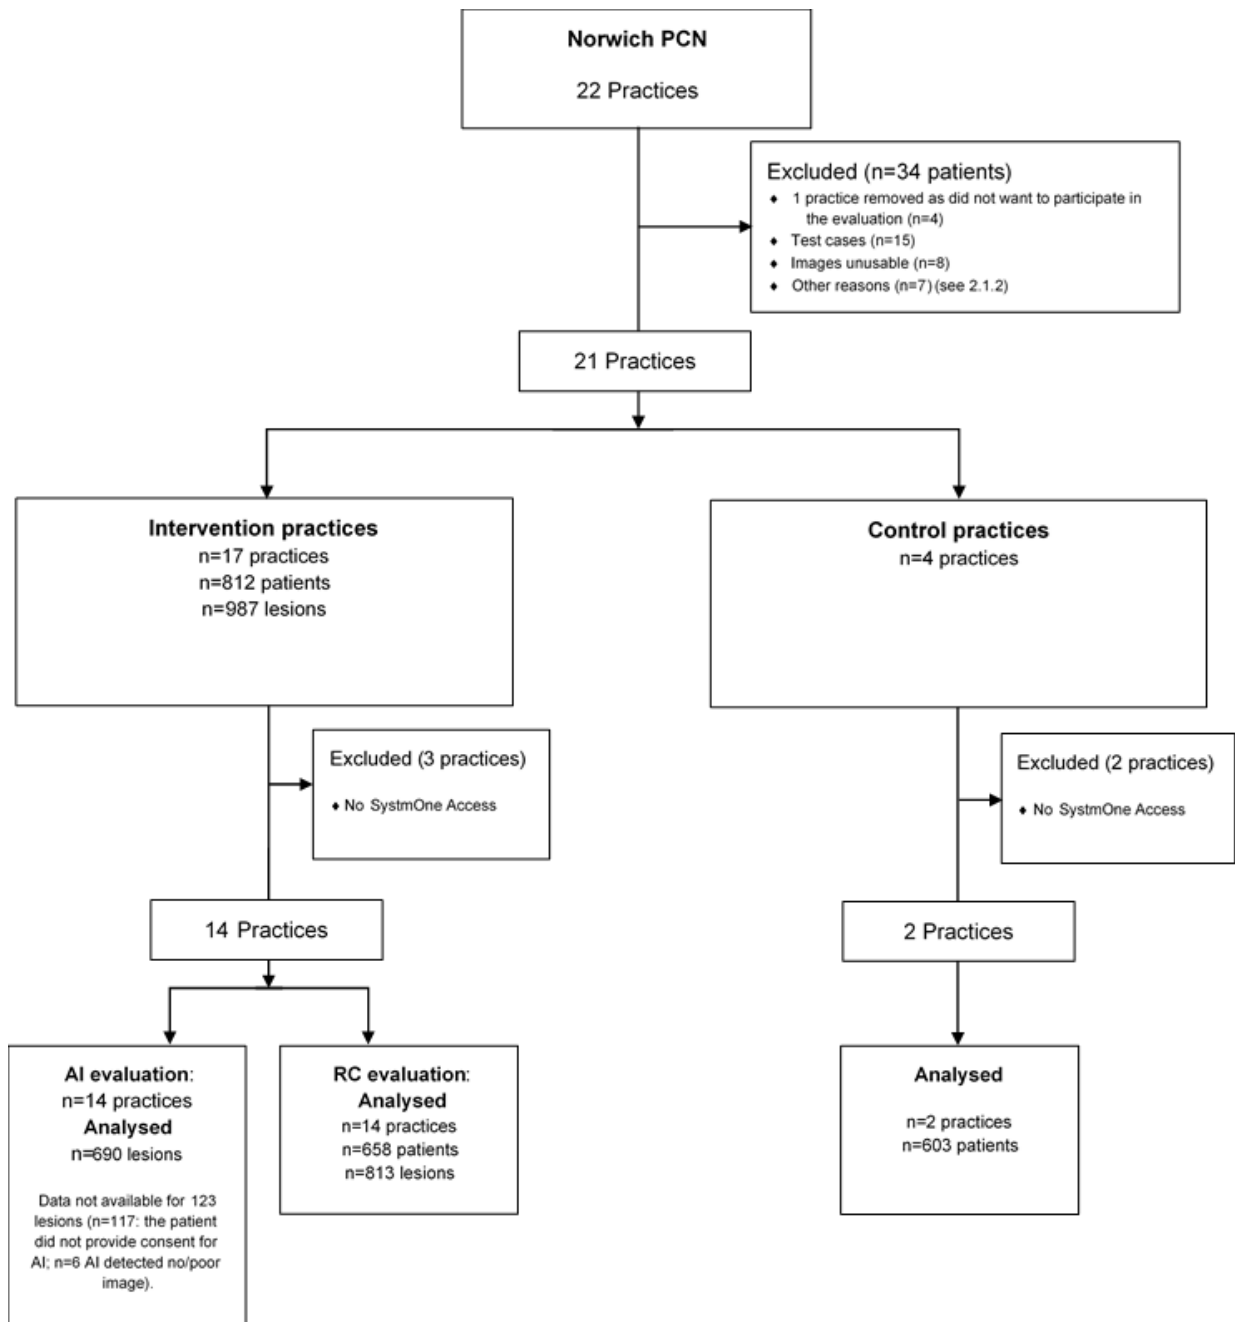 Norwich PCN
22 Practices
Excluded (n=34 patients)
♦ 1 practice removed as did not want to participate in
the evaluation (n=4)
♦ Test cases (n=15)
♦ Images unusable (n=8)
♦ Other reasons (n=7) (see 2.1.2)
21 Practices
Intervention practices
n=17 practices
n=812 patients
n=987 lesions
Control practices
n=4 practices
Excluded (3 practices)
♦ No SystmOne Access
Excluded (2 practices)
♦ No SystmOne Access
14 Practices
2 Practices
AI evaluation:
n=14 practices
Analysed
n=690 lesions
Data not available for 123
lesions (n=117: the patient
did not provide consent for
AI; n=6 AI detected no/poor
image).
RC evaluation:
Analysed
n=14 practices
n=658 patients
n=813 lesions
Analysed
n=2 practices
n=603 patients